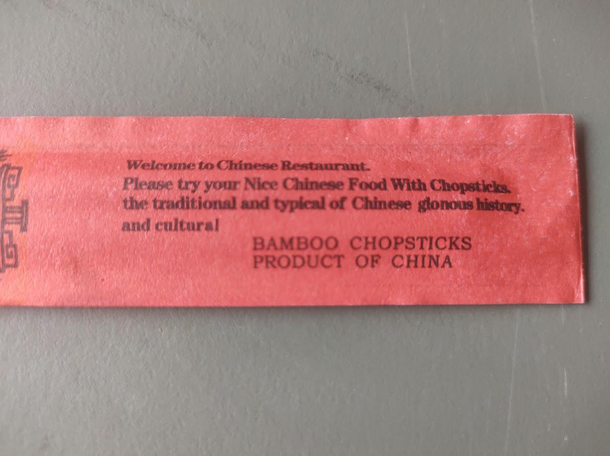 Welcome to Chinese Restaurant.
Please try your Nice Chinese Food With Chopsticks.
the traditional and typical of Chinese glonous history.
and cultural
BAMBOO CHOPSTICKS
PRODUCT OF CHINA